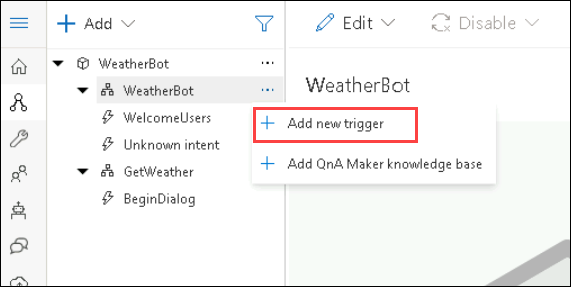 Add
Edit
Disable
WeatherBot
WeatherBot
WelcomeUsers
Unknown intent
GetWeather
BeginDialog
Add new trigger
Add QnA Maker knowledge base
WeatherBot